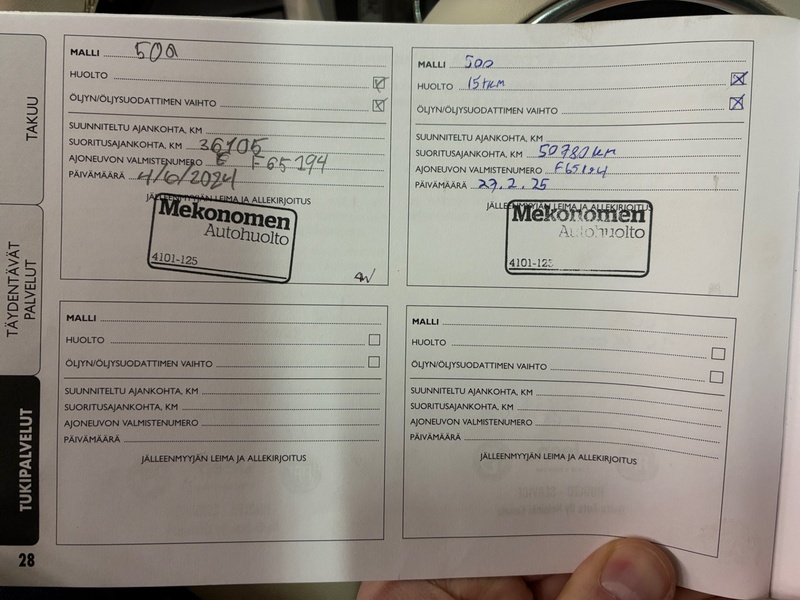 TAKUU
TÄYDENTÄVÄT
PALVELUT
TUKIPALVELUT
28
MALLI 500
HUOLTO
ÖLJYN/ÖLJYSUODATTIMEN VAIHTO
SUUNNITELTU AJANKOHTA, KM
SUORITUSAJANKOHTA, KM 36105
AJONEUVON VALMISTENUMERO F65194
PÄIVÄMÄÄRÄ 4/6/2024
JÄLLEENMYYJÄN LEIMA JA ALLEKIRJOITUS
Mekonomen
Autohuolto
4101-125
MALLI 500
HUOLTO 15tkm
ÖLJYN/ÖLJYSUODATTIMEN VAIHTO
SUUNNITELTU AJANKOHTA, KM
SUORITUSAJANKOHTA, KM 50780 km
AJONEUVON VALMISTENUMERO F65194
PÄIVÄMÄÄRÄ 27.2.25
JÄLLEENMYYJÄN LEIMA JA ALLEKIRJOITUS
Mekonomen
Autohuolto
4101-125
MALLI
HUOLTO
ÖLJYN/ÖLJYSUODATTIMEN VAIHTO
SUUNNITELTU AJANKOHTA, KM
SUORITUSAJANKOHTA, KM
AJONEUVON VALMISTENUMERO
PÄIVÄMÄÄRÄ
JÄLLEENMYYJÄN LEIMA JA ALLEKIRJOITUS
MALLI
HUOLTO
ÖLJYN/ÖLJYSUODATTIMEN VAIHTO
SUUNNITELTU AJANKOHTA, KM
SUORITUSAJANKOHTA, KM
AJONEUVON VALMISTENUMERO
PÄIVÄMÄÄRÄ
JÄLLEENMYYJÄN LEIMA JA ALLEKIRJOITUS